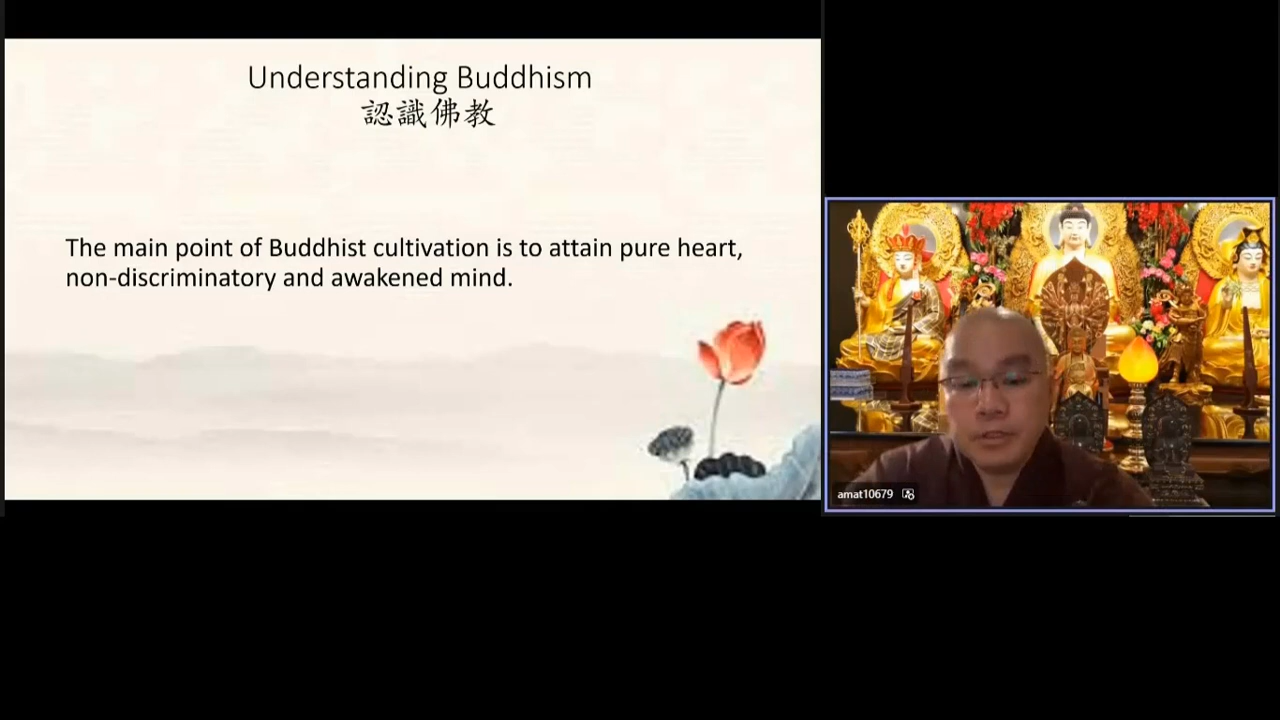 Understanding Buddhism
認識佛教
The main point of Buddhist cultivation is to attain pure heart,
non-discriminatory and awakened mind.
amat10679